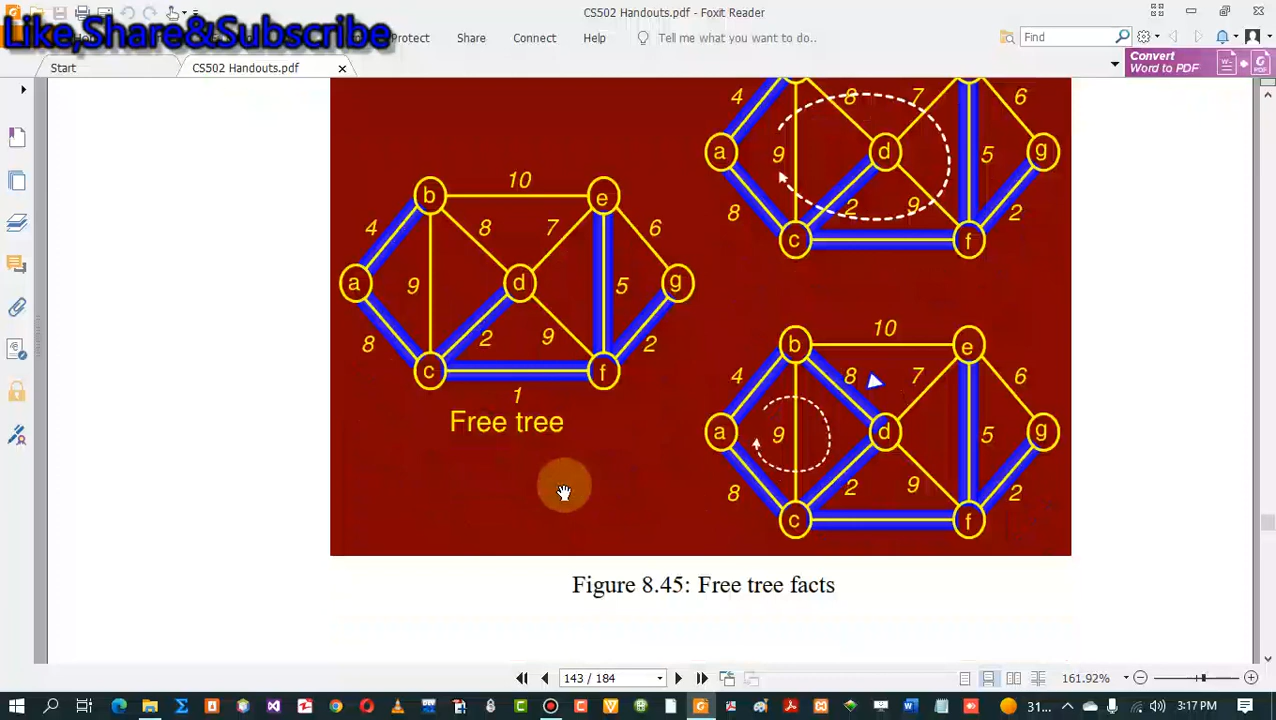 CS502 Handouts.pdf - Foxit Reader
Like,Share&Subscribe
Protect
Share
Connect
Help
Tell me what you want to do..
Find
Start
CS502 Handouts.pdf
Convert
Word to PDF
4
8
7
6
a
9
d
5
g
8
2
9
2
c
f
b
10
e
4
8
7
6
a
9
d
5
g
8
2
9
2
c
f
1
Free tree
b
10
e
4
8
7
6
a
9
d
5
g
8
2
9
2
c
f
Figure 8.45: Free tree facts
143 / 184
161.92%
31...
3:17 PM